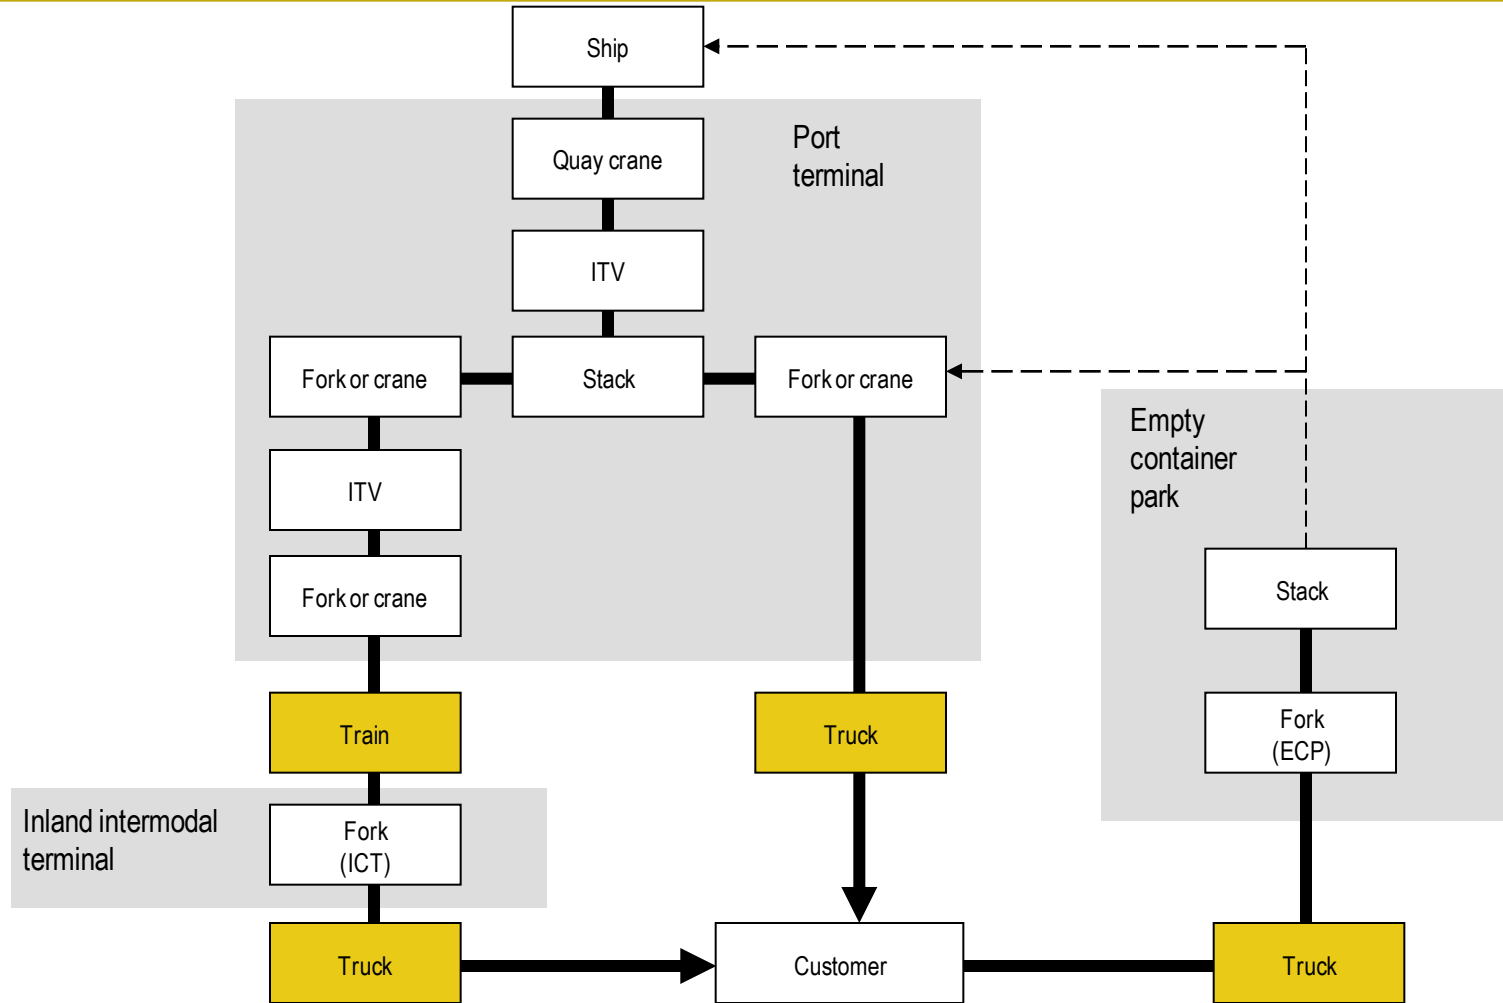 Ship
Port
terminal
Quay crane
ITV
Fork or crane
Stack
Fork or crane
Empty
container
park
ITV
Fork or crane
Stack
Train
Truck
Fork
(ECP)
Inland intermodal
terminal
Fork
(ICT)
Truck
Customer
Truck